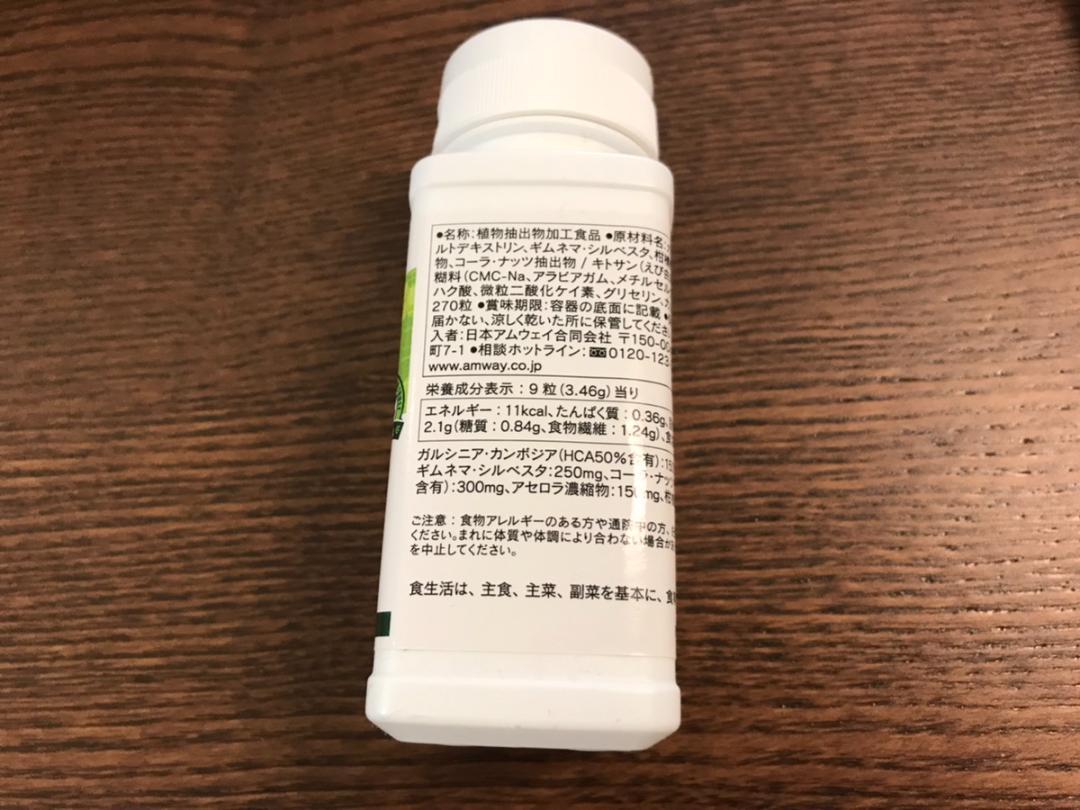 ●名称:植物抽出物加工食品 ●原材料名:
ルトデキストリン、ギムネマ・シルベスタ、柑
物、コーラ・ナッツ抽出物 / キトサン(えび
糊料(CMC-Na、アラビアガム、メチルセル
ハク酸、微粒二酸化ケイ素、グリセリン、
270粒 ●賞味期限:容器の底面に記載 ●
届かない、涼しく乾いた所に保管してくださ
入者:日本アムウェイ合同会社 〒150-00
町7-1 ●相談ホットライン:0120-123
www.amway.co.jp
栄養成分表示：9粒(3.46g)当り
エネルギー：11kcal、たんぱく質：0.36g、
2.1g(糖質：0.84g、食物繊維：1.24g)、食
ガルシニア・カンボジア(HCA50%含有):15
ギムネマ・シルベスタ:250mg、コーラ・ナッ
含有):300mg、アセロラ濃縮物:150mg、柑
ご注意：食物アレルギーのある方や通院中の方、
ください。まれに体質や体調により合わない場合が
を中止してください。
食生活は、主食、主菜、副菜を基本に、食